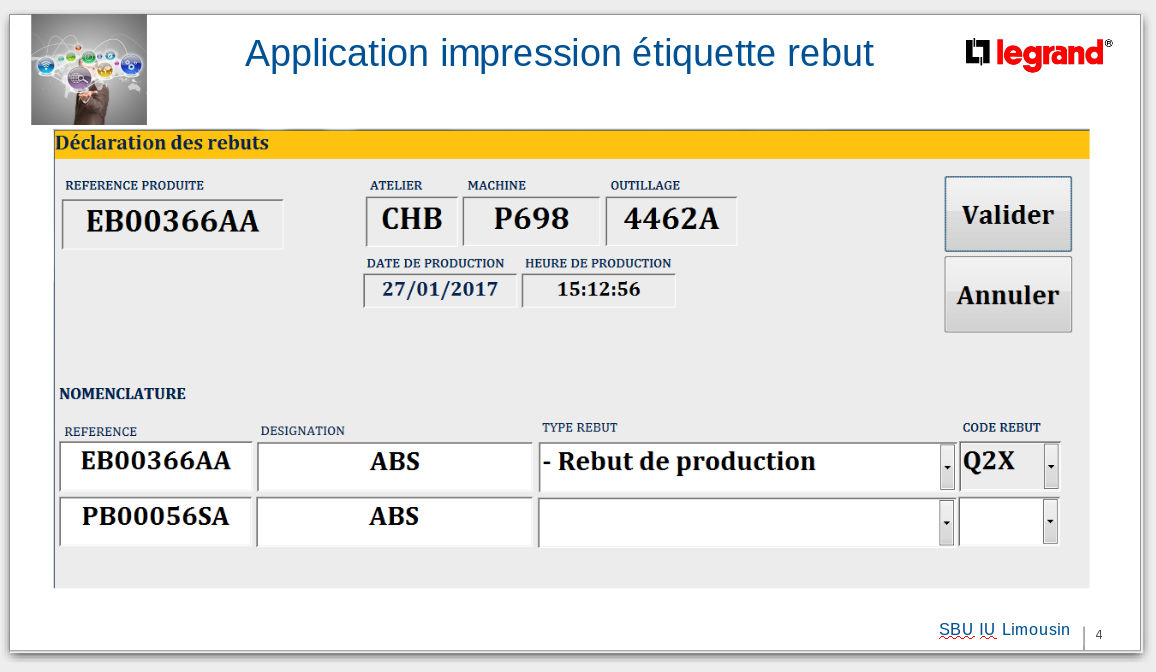 Application impression étiquette rebut
legrand®
Déclaration des rebuts
REFERENCE PRODUITE
ATELIER
MACHINE
OUTILLAGE
EB00366AA
CHB
P698
4462A
Valider
DATE DE PRODUCTION
HEURE DE PRODUCTION
27/01/2017
15:12:56
Annuler
NOMENCLATURE
REFERENCE
DESIGNATION
TYPE REBUT
CODE REBUT
EB00366AA
ABS
- Rebut de production
Q2X
PB00056SA
ABS
SBU IU Limousin
4